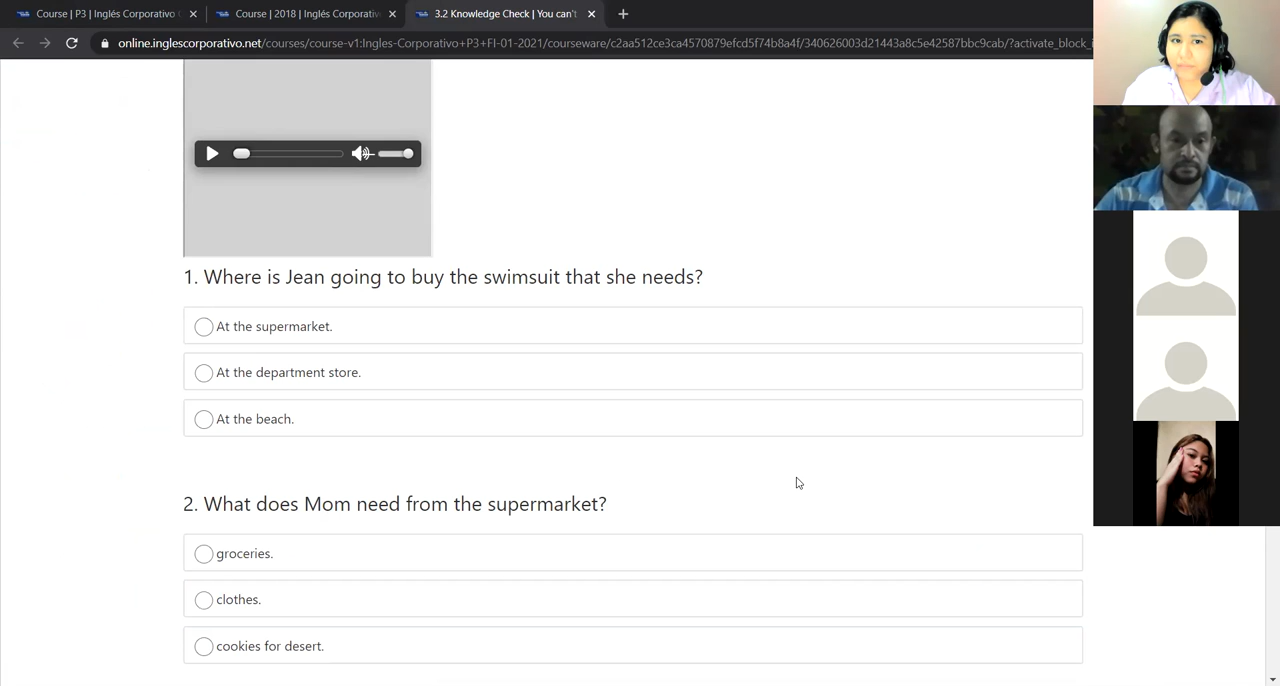 Course | P3 | Inglés Corporativo
Course | 2018 | Inglés Corporativ
3.2 Knowledge Check | You can't
online.inglescorporativo.net/courses/course-v1:Ingles-Corporativo+P3+FI-01-2021/courseware/c2aa512ce3ca4570879efcd5f74b8a4f/340626003d21443a8c5e42587bbc9cab/?activate_block_i
1. Where is Jean going to buy the swimsuit that she needs?
At the supermarket.
At the department store.
At the beach.
2. What does Mom need from the supermarket?
groceries.
clothes.
cookies for desert.